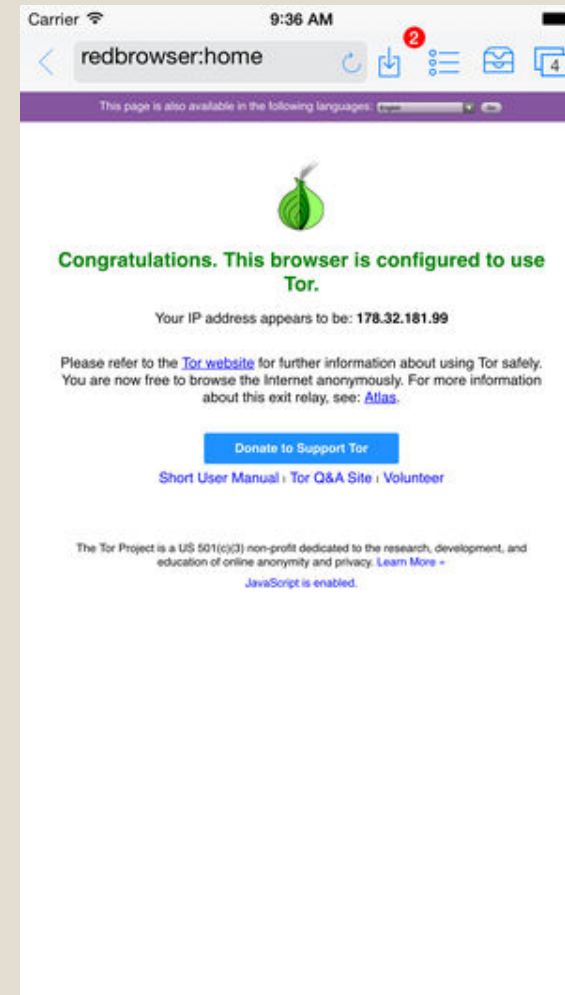 Carrier 9:36 AM
2
redbrowser:home
4
This page is also available in the following languages: English
Congratulations. This browser is configured to use
Tor.
Your IP address appears to be: 178.32.181.99
Please refer to the Tor website for further information about using Tor safely.
You are now free to browse the Internet anonymously. For more information
about this exit relay, see: Atlas.
Donate to Support Tor
Short User Manual | Tor Q&A Site | Volunteer
The Tor Project is a US 501(c)(3) non-profit dedicated to the research, development, and
education of online anonymity and privacy. Learn More »
JavaScript is enabled.